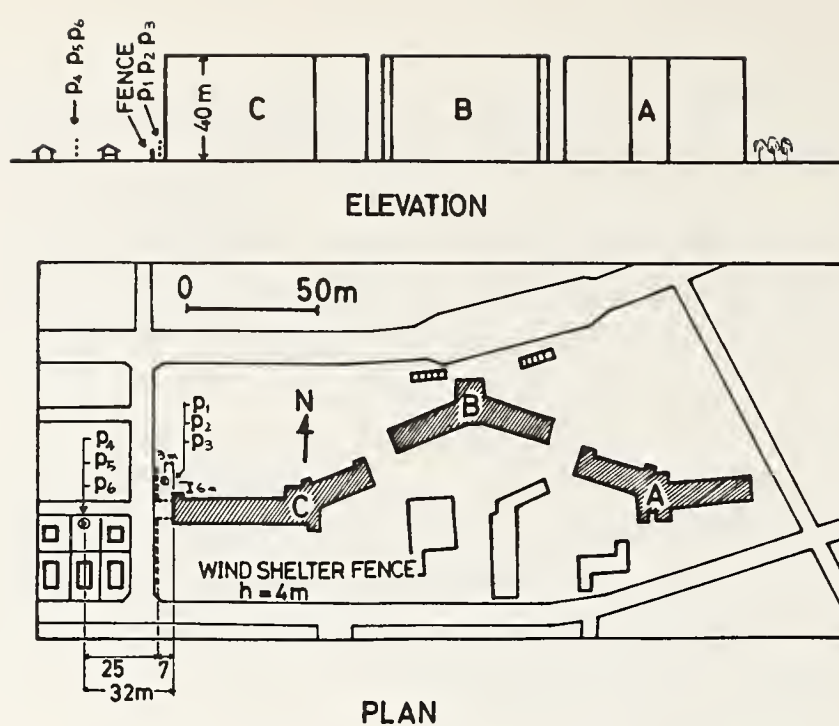 P4 P5 P6
FENCE
P1 P2 P3
40m
C
B
A
ELEVATION
0 50m
P1
P2
P3
N
P4
P5
P6
B
C
A
WIND SHELTER FENCE
h = 4m
25 7
32m
PLAN